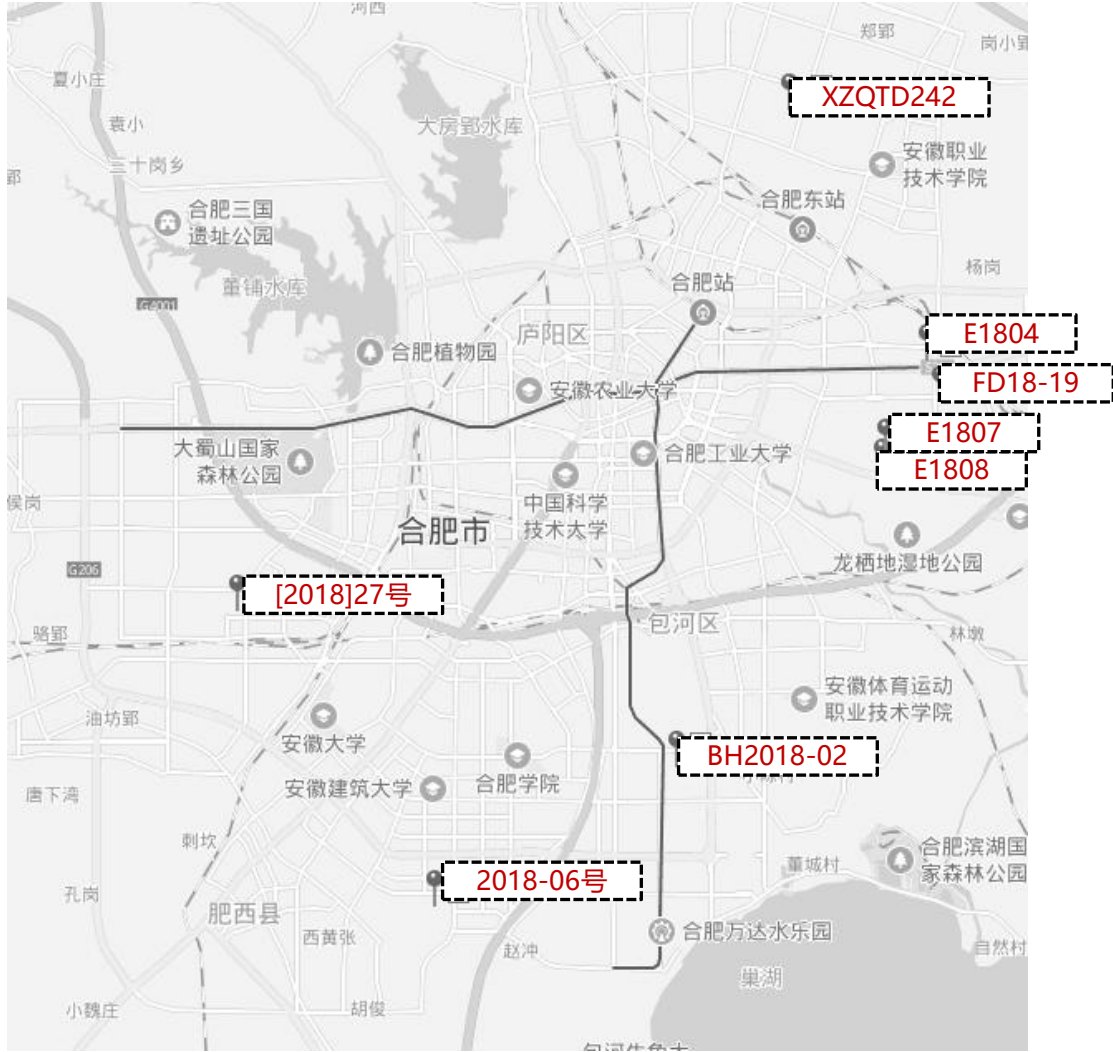 河西
郑郢
岗小郢
夏小庄
XZQTD242
袁小
大房郢水库
安徽职业
技术学院
三十岗乡
郢
合肥东站
合肥三国
遗址公园
杨岗
合肥站
董铺水库
G4001
庐阳区
E1804
合肥植物园
FD18-19
安徽农业大学
E1807
大蜀山国家
森林公园
合肥工业大学
E1808
侯岗
中国科学
技术大学
合肥市
龙栖地湿地公园
G206
[2018]27号
包河区
骆郢
林墩
安徽体育运动
职业技术学院
油坊郢
安徽大学
BH2018-02
合肥学院
安徽建筑大学
唐下湾
刺坎
合肥滨湖国
家森林公园
董城村
2018-06号
孔岗
肥西县
合肥万达水乐园
西黄张
赵冲
自然村
巢湖
小魏庄
胡俊